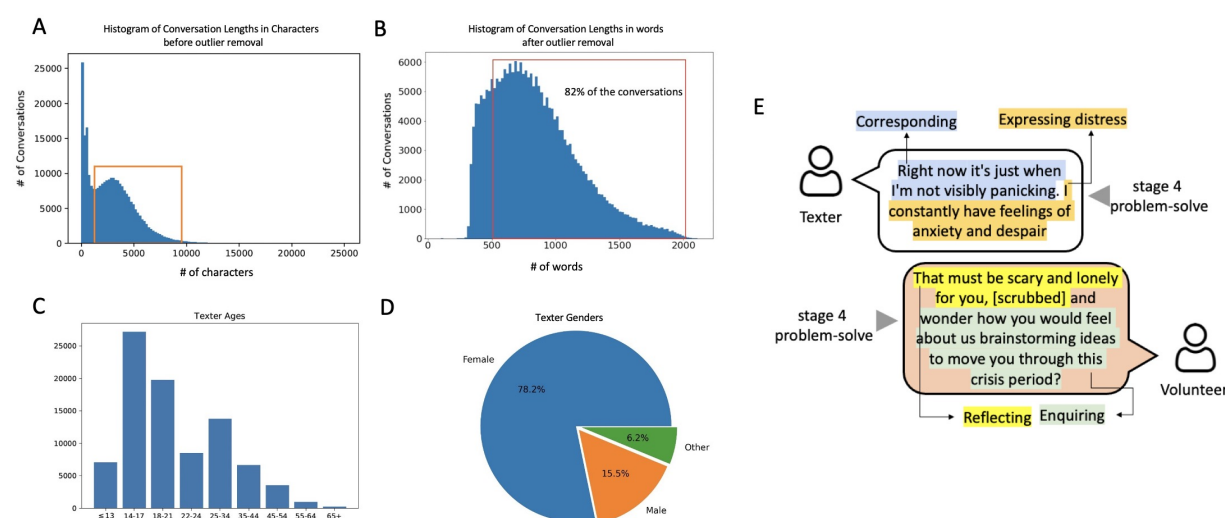 A
Histogram of Conversation Lengths in Characters
before outlier removal
# of Conversations
25000
20000
15000
10000
5000
0
0
5000
10000
15000
20000
25000
# of characters
B
Histogram of Conversation Lengths in words
after outlier removal
82% of the conversations
# of Conversations
6000
5000
4000
3000
2000
1000
0
0
500
1000
1500
2000
# of words
C
Texter Ages
25000
20000
15000
10000
5000
0
≤13
14-17
18-21
22-24
25-34
35-44
45-54
55-64
65+
D
Texter Genders
Female
78.2%
6.2%
Other
15.5%
Male
E
Corresponding
Expressing distress
Right now it's just when
I'm not visibly panicking. I
constantly have feelings of
anxiety and despair
Texter
stage 4
problem-solve
That must be scary and lonely
for you, [scrubbed] and
wonder how you would feel
about us brainstorming ideas
to move you through this
crisis period?
stage 4
problem-solve
Volunteer
Reflecting
Enquiring